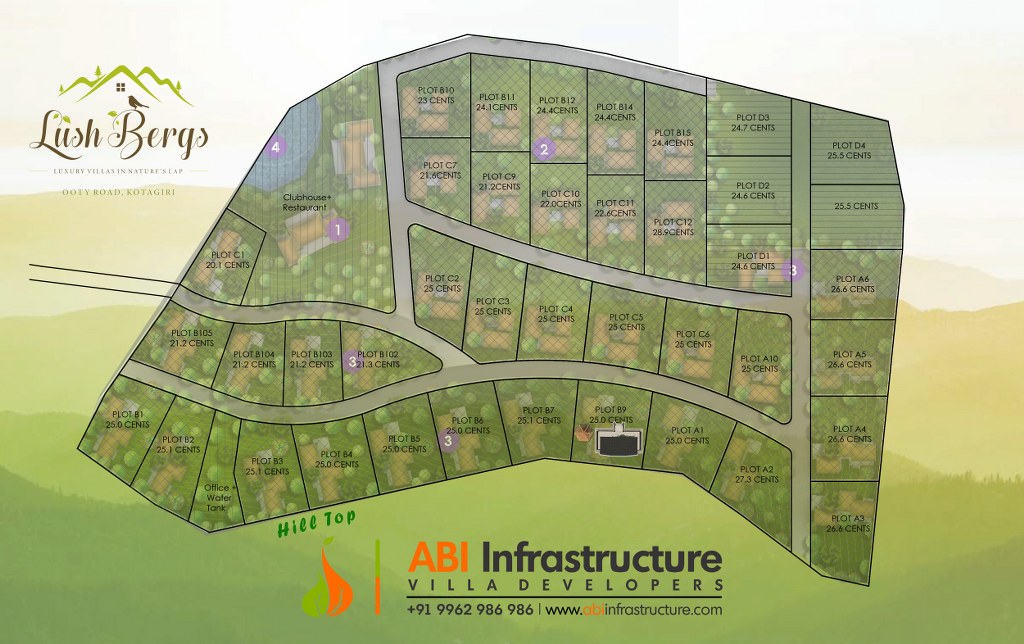 Lush Bergs
LUXURY VILLAS IN NATURE'S LAP
OOTY ROAD, KOTAGIRI
4
Clubhouse+
Restaurant
1
PLOT C1
20.1 CENTS
PLOT B10
23 CENTS
PLOT B11
24.1CENTS
PLOT B12
24.4CENTS
2
PLOT B14
24.4CENTS
PLOT B15
24.4CENTS
PLOT D3
24.7 CENTS
PLOT D4
25.5 CENTS
PLOT C7
21.6CENTS
PLOT C9
21.2CENTS
PLOT C10
22.0CENTS
PLOT C11
22.6CENTS
PLOT C12
28.9CENTS
PLOT D2
24.6 CENTS
25.5 CENTS
PLOT D1
24.6 CENTS
3
PLOT A6
26.6 CENTS
PLOT C2
25 CENTS
PLOT C3
25 CENTS
PLOT C4
25 CENTS
PLOT C5
25 CENTS
PLOT C6
25 CENTS
PLOT A10
25 CENTS
PLOT A5
26.6 CENTS
PLOT B105
21.2 CENTS
PLOT B104
21.2 CENTS
PLOT B103
21.2 CENTS
3
PLOT B102
21.3 CENTS
PLOT B1
25.0 CENTS
PLOT B2
25.1 CENTS
Office +
Water
Tank
PLOT B3
25.1 CENTS
PLOT B4
25.0 CENTS
PLOT B5
25.0 CENTS
PLOT B6
25.0 CENTS
3
PLOT B7
25.1 CENTS
PLOT B9
25.0 CENTS
PLOT A1
25.0 CENTS
PLOT A2
27.3 CENTS
PLOT A4
26.6 CENTS
PLOT A3
26.6 CENTS
Hill Top
ABI Infrastructure
VILLA DEVELOPERS
+91 9962 986 986 | www.abiinfrastructure.com